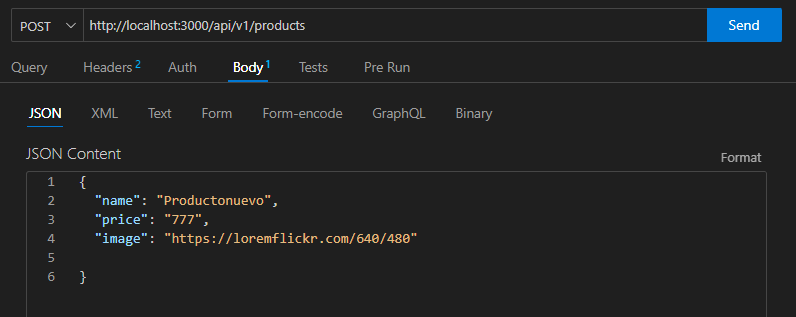 POST http://localhost:3000/api/v1/products Send
Query Headers 2 Auth Body 1 Tests Pre Run
JSON XML Text Form Form-encode GraphQL Binary
JSON Content Format
1 {
2 "name": "Productonuevo",
3 "price": "777",
4 "image": "https://loremflickr.com/640/480"
5
6 }